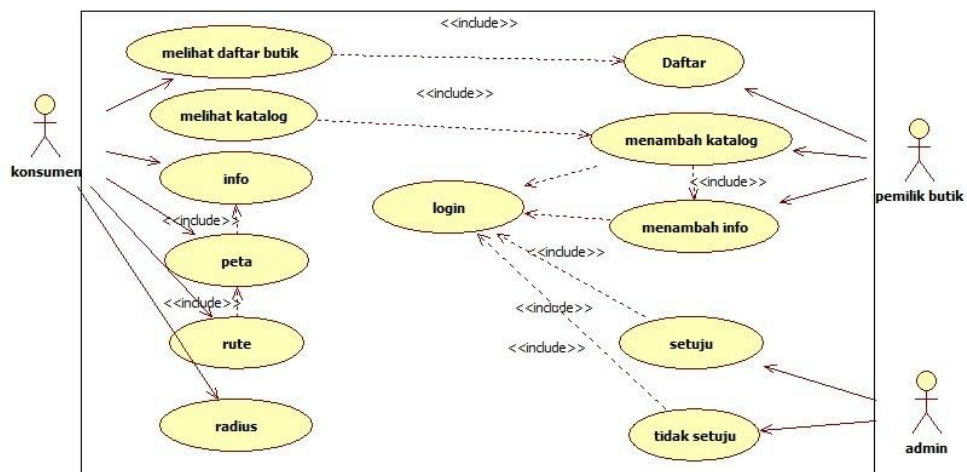 <<include>>
melihat daftar butik
Daftar
<<include>>
melihat katalog
menambah katalog
konsumen
info
<<include>>
pemilik butik
login
<<include>>
menambah info
<<include>>
peta
<<include>>
<<include>>
rute
setuju
<<include>>
radius
tidak setuju
admin